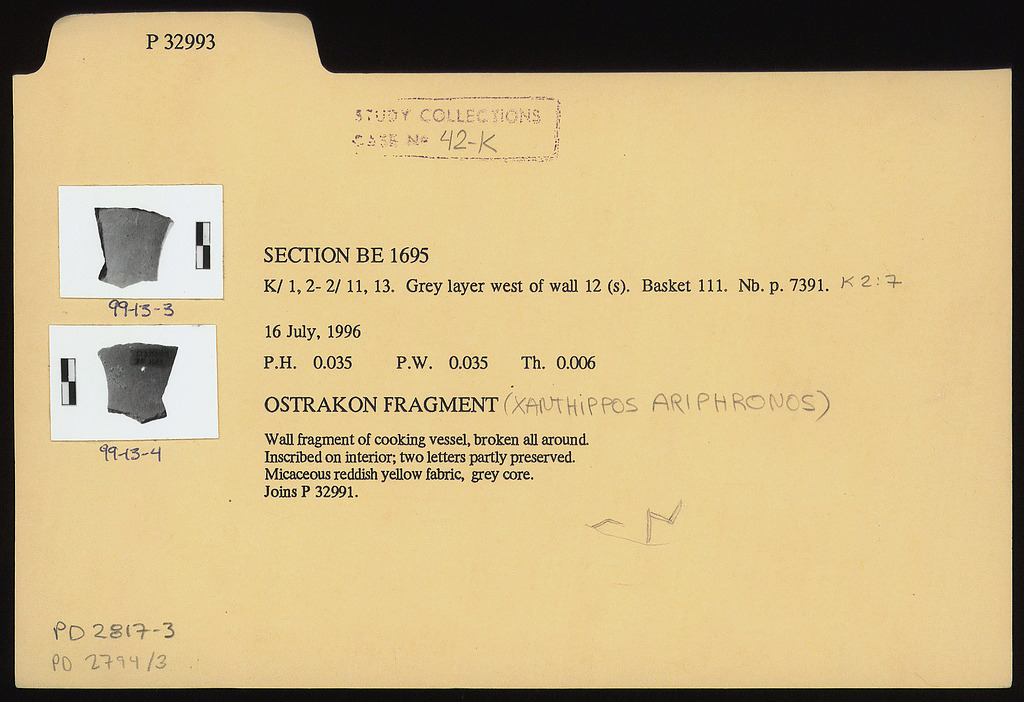 P 32993
STUDY COLLECTIONS
CASE No 42-K
SECTION BE 1695
K/ 1, 2- 2/ 11, 13. Grey layer west of wall 12 (s). Basket 111. Nb. p. 7391. K 2:7
99-13-3
16 July, 1996
P.H. 0.035 P.W. 0.035 Th. 0.006
OSTRAKON FRAGMENT (XANTHIPPOS ARIPHRONOS)
Wall fragment of cooking vessel, broken all around.
Inscribed on interior; two letters partly preserved.
Micaceous reddish yellow fabric, grey core.
Joins P 32991.
99-13-4
PD 2817-3
PD 2794/3